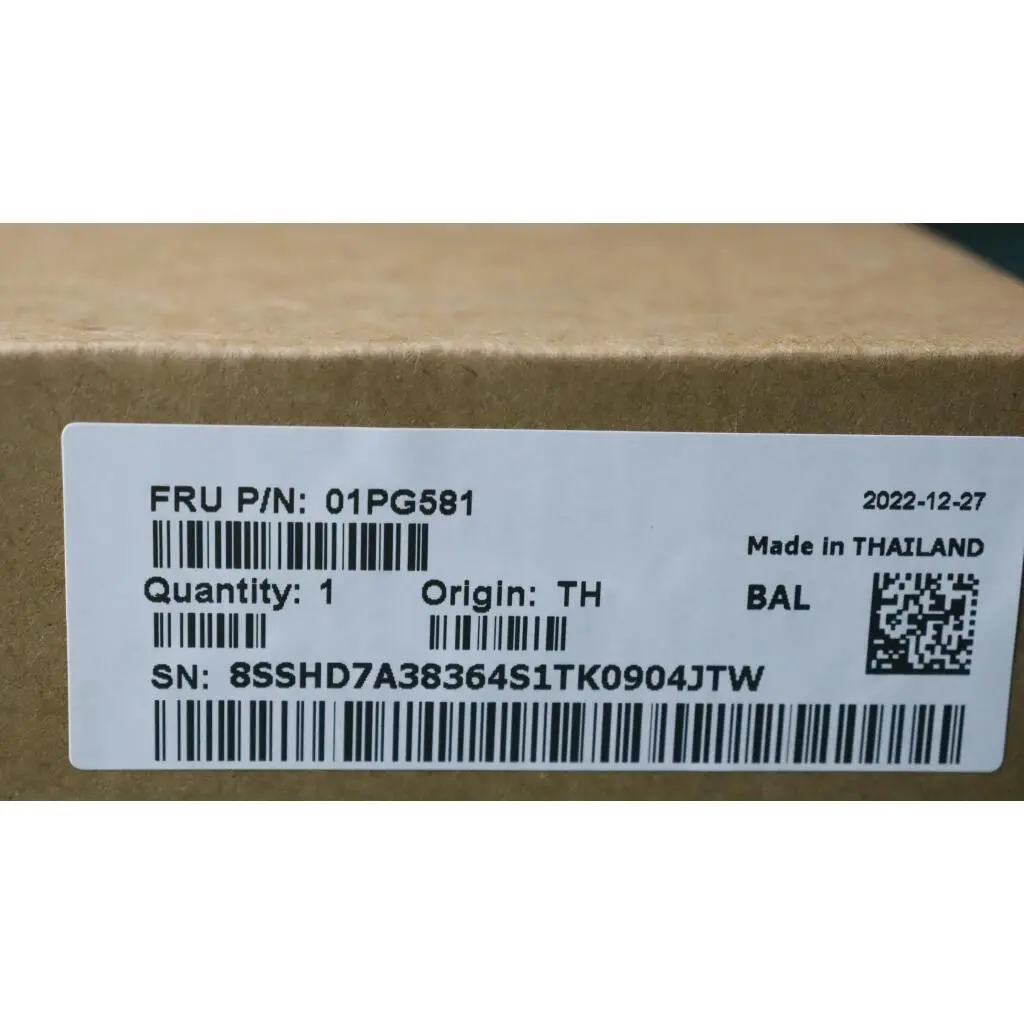 FRU P/N: 01PG581
2022-12-27
Made in THAILAND
Quantity: 1
Origin: TH
BAL
SN: 8SSHD7A38364S1TK0904JTW